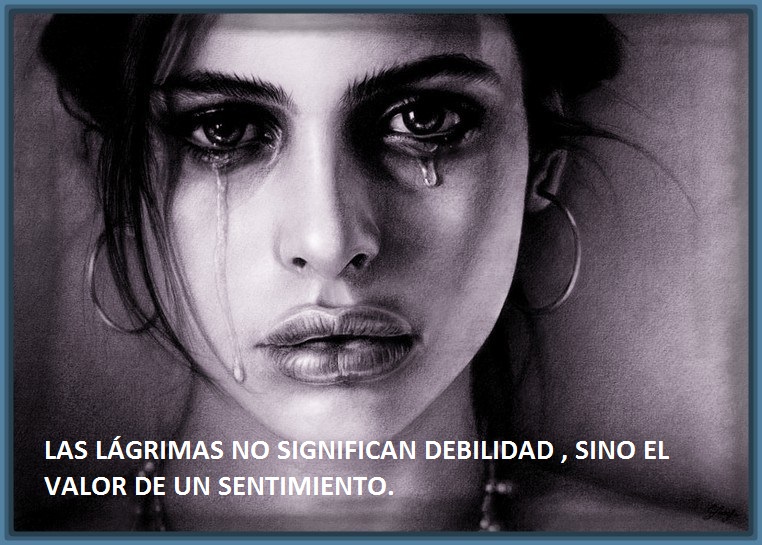 LAS LÁGRIMAS NO SIGNIFICAN DEBILIDAD , SINO EL
VALOR DE UN SENTIMIENTO.